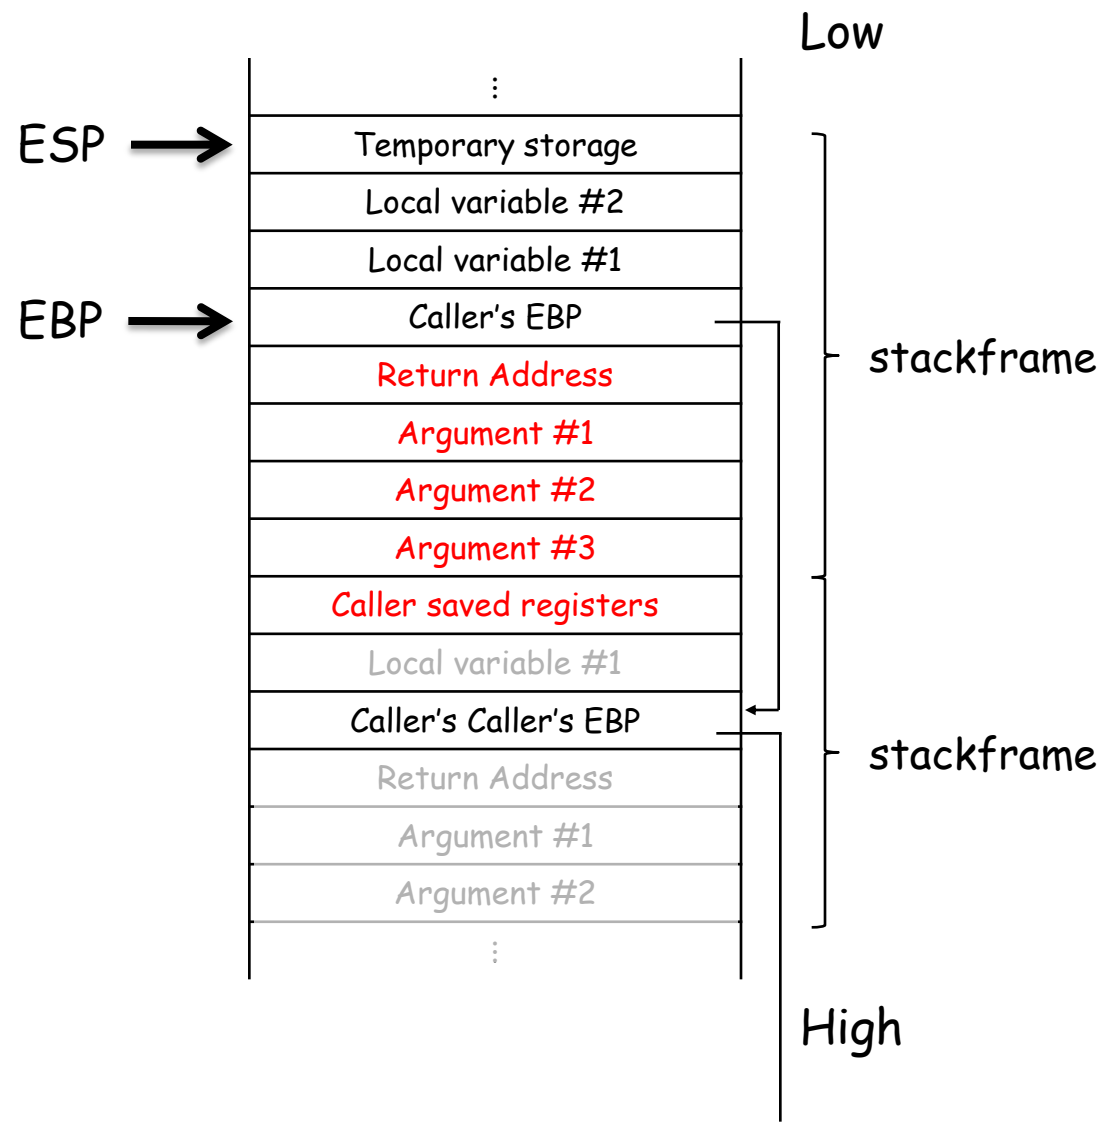 Low
⋮
ESP
Temporary storage
Local variable #2
Local variable #1
EBP
Caller's EBP
stackframe
Return Address
Argument #1
Argument #2
Argument #3
Caller saved registers
Local variable #1
Caller's Caller's EBP
stackframe
Return Address
Argument #1
Argument #2
⋮
High